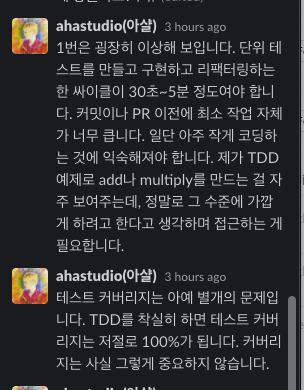 ahastudio(아샬) 3 hours ago
1번은 굉장히 이상해 보입니다. 단위 테
스트를 만들고 구현하고 리팩터링하는
한 싸이클이 30초~5분 정도여야 합니
다. 커밋이나 PR 이전에 최소 작업 자체
가 너무 큽니다. 일단 아주 작게 코딩하
는 것에 익숙해져야 합니다. 제가 TDD
예제로 add나 multiply를 만드는 걸 자
주 보여주는데, 정말로 그 수준에 가깝
게 하려고 한다고 생각하며 접근하는 게
필요합니다.
ahastudio(아샬) 3 hours ago
테스트 커버리지는 아예 별개의 문제입
니다. TDD를 착실히 하면 테스트 커버
리지는 저절로 100%가 됩니다. 커버리
지는 사실 그렇게 중요하지 않습니다.